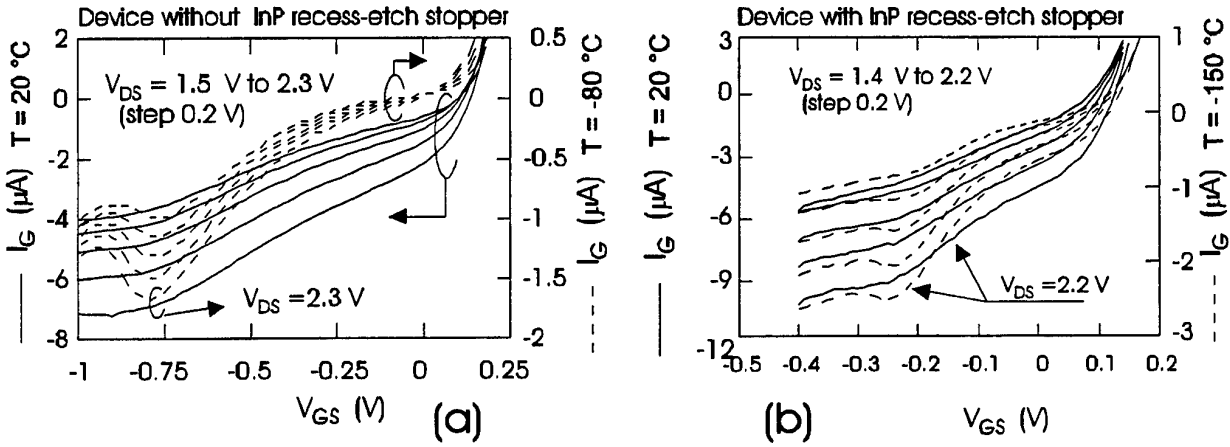 Device without InP recess-etch stopper
I_G (μA) T = 20 °C
2
0
-2
-4
-6
-8
V_DS = 1.5 V to 2.3 V
(step 0.2 V)
V_DS = 2.3 V
0.5
0
-0.5
-1
-1.5
-2
I_G (μA) T = -80 °C
-1 -0.75 -0.5 -0.25 0 0.25
V_GS (V)
(a)
Device with InP recess-etch stopper
I_G (μA) T = 20 °C
3
0
-3
-6
-9
-12
V_DS = 1.4 V to 2.2 V
(step 0.2 V)
V_DS = 2.2 V
1
0
-1
-2
-3
I_G (μA) T = -150 °C
-0.5 -0.4 -0.3 -0.2 -0.1 0 0.1 0.2
(b)
V_GS (V)